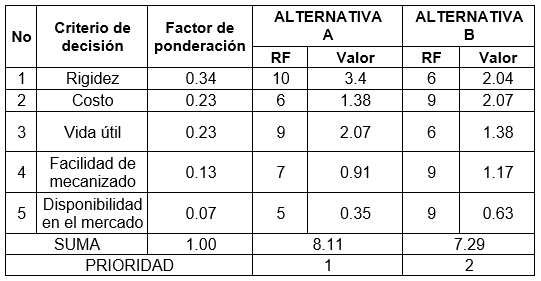 No Criterio de decisión Factor de ponderación ALTERNATIVA A ALTERNATIVA B
RF Valor RF Valor
1 Rigidez 0.34 10 3.4 6 2.04
2 Costo 0.23 6 1.38 9 2.07
3 Vida útil 0.23 9 2.07 6 1.38
4 Facilidad de mecanizado 0.13 7 0.91 9 1.17
5 Disponibilidad en el mercado 0.07 5 0.35 9 0.63
SUMA 1.00 8.11 7.29
PRIORIDAD 1 2